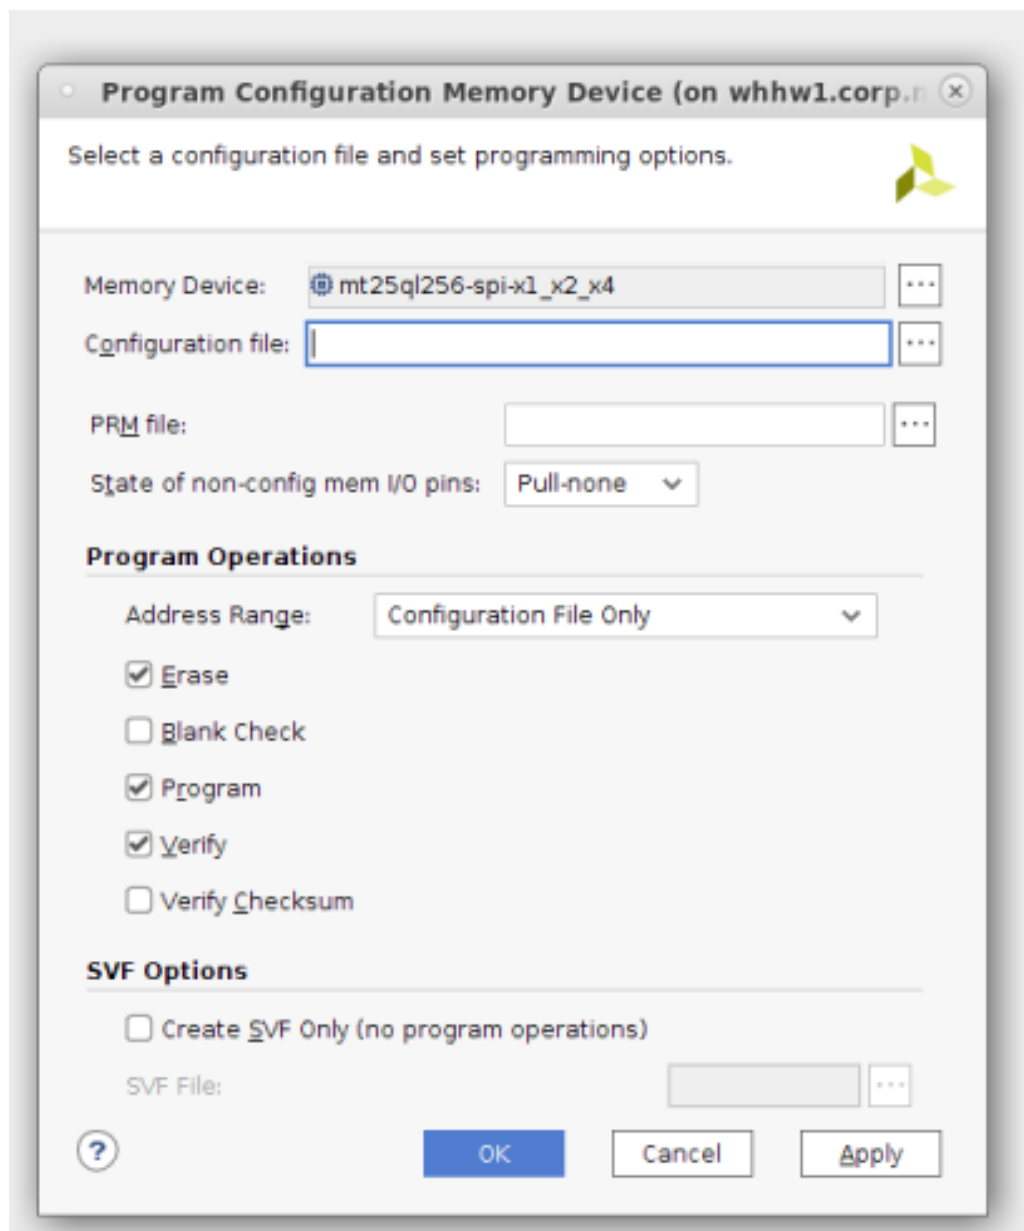 Program Configuration Memory Device (on whhw1.corp.n
Select a configuration file and set programming options.
Memory Device: mt25ql256-spi-x1_x2_x4 ...
Configuration file: ...
PRM file: ...
State of non-config mem I/O pins: Pull-none
Program Operations
Address Range: Configuration File Only
Erase
Blank Check
Program
Verify
Verify Checksum
SVF Options
Create SVF Only (no program operations)
SVF File: ...
? OK Cancel Apply